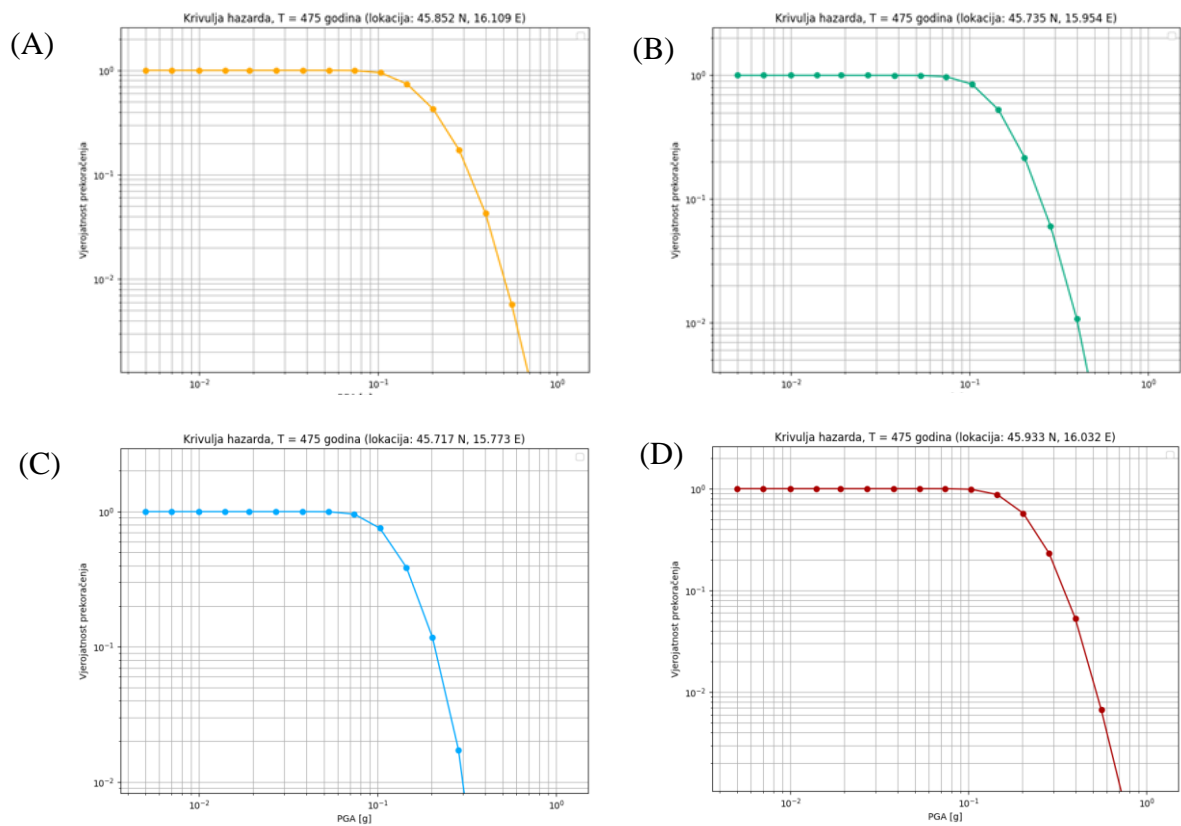 (A)
Krivulja hazarda, T = 475 godina (lokacija: 45.852 N, 16.109 E)
Vjerojatnost prekoračenja
10⁰
10⁻¹
10⁻²
10⁻²
10⁻¹
10⁰
(B)
Krivulja hazarda, T = 475 godina (lokacija: 45.735 N, 15.954 E)
Vjerojatnost prekoračenja
10⁰
10⁻¹
10⁻²
10⁻²
10⁻¹
10⁰
(C)
Krivulja hazarda, T = 475 godina (lokacija: 45.717 N, 15.773 E)
Vjerojatnost prekoračenja
10⁰
10⁻¹
10⁻²
10⁻²
10⁻¹
10⁰
PGA [g]
(D)
Krivulja hazarda, T = 475 godina (lokacija: 45.933 N, 16.032 E)
Vjerojatnost prekoračenja
10⁰
10⁻¹
10⁻²
10⁻²
10⁻¹
10⁰
PGA [g]